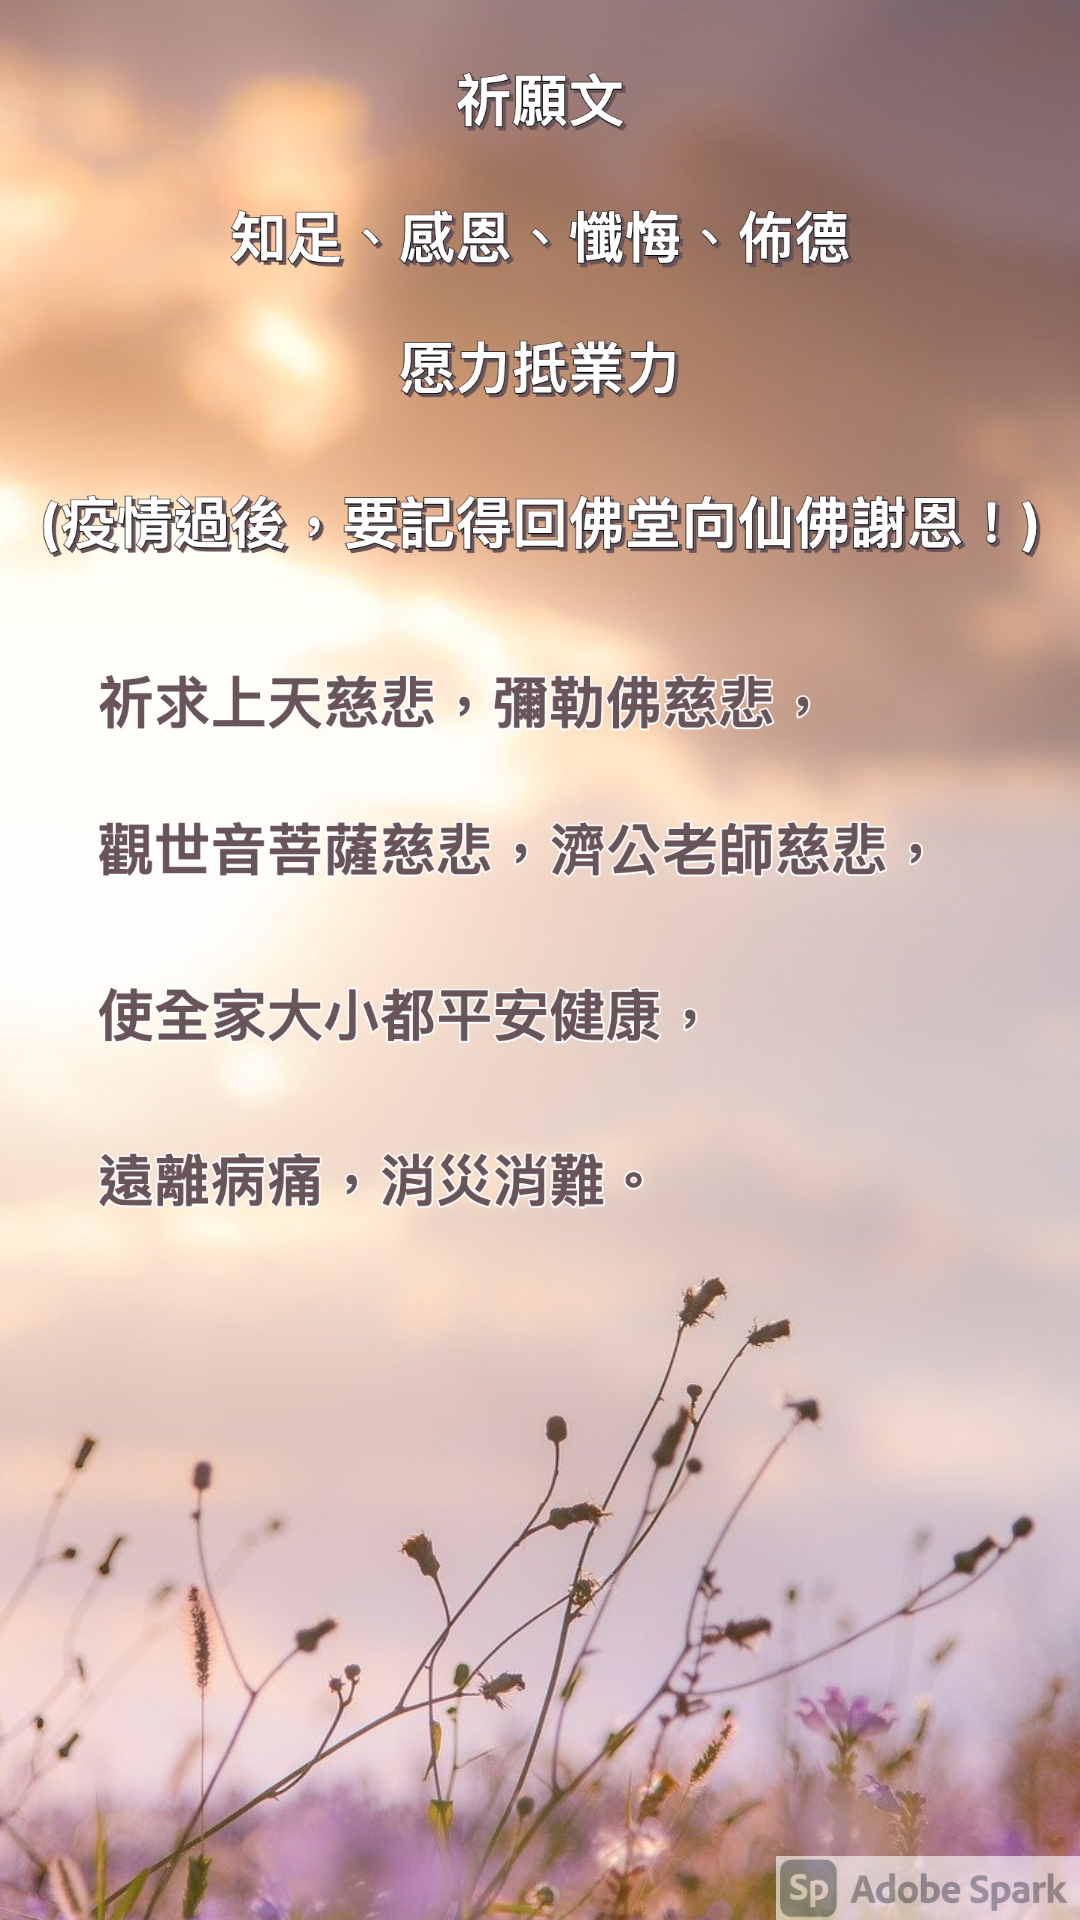 祈願文
知足、感恩、懺悔、佈德
愿力抵業力
(疫情過後，要記得回佛堂向仙佛謝恩！)
祈求上天慈悲，彌勒佛慈悲，
觀世音菩薩慈悲，濟公老師慈悲，
使全家大小都平安健康，
遠離病痛，消災消難。
Sp Adobe Spark